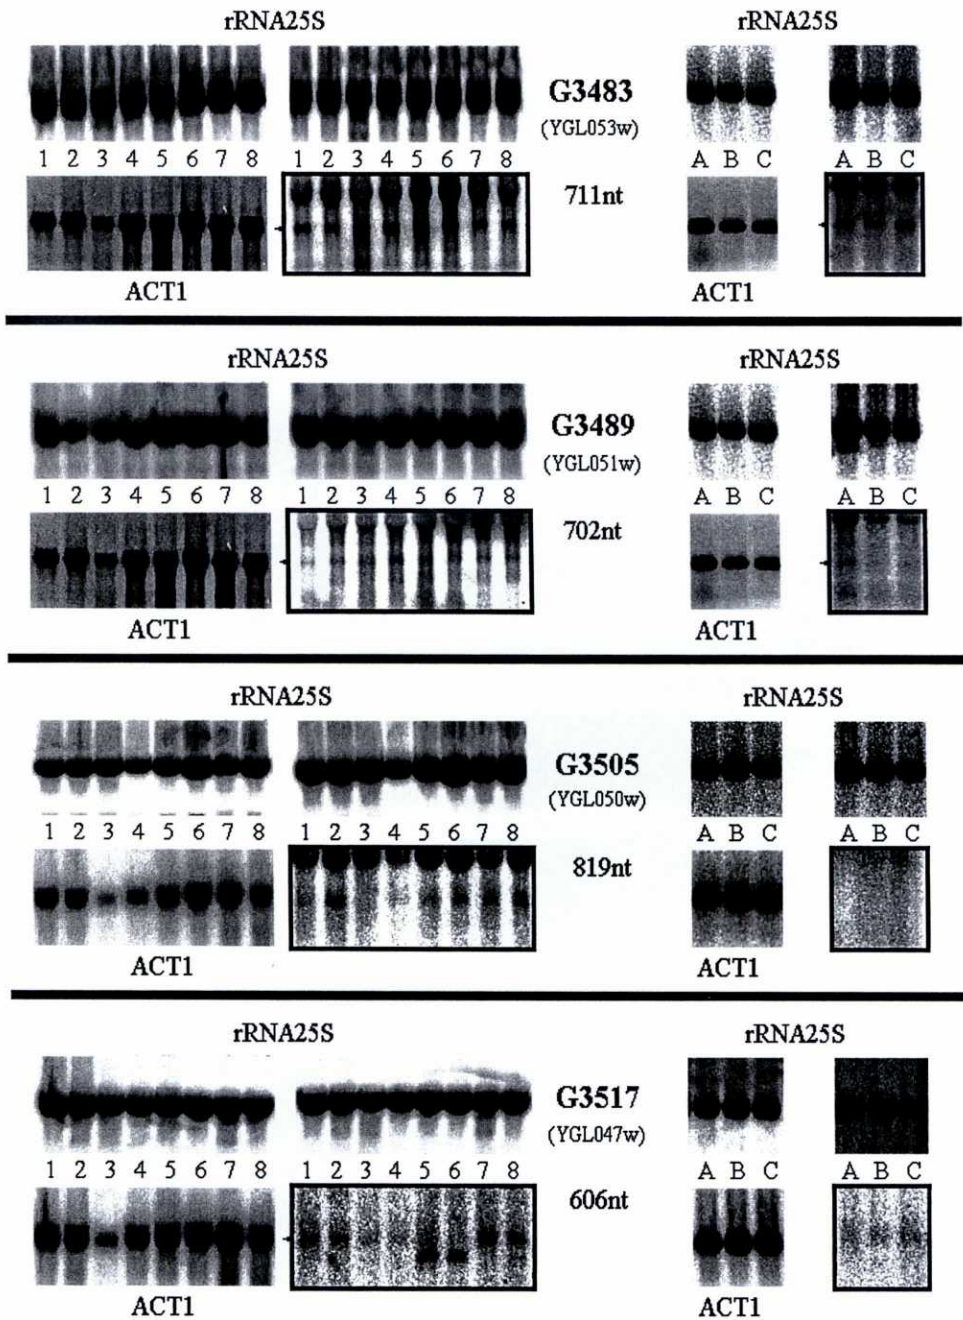 rRNA25S rRNA25S
G3483
(YGL053w)
1 2 3 4 5 6 7 8 1 2 3 4 5 6 7 8 A B C A B C
711nt
ACT1 ACT1
rRNA25S rRNA25S
G3489
(YGL051w)
1 2 3 4 5 6 7 8 1 2 3 4 5 6 7 8 A B C A B C
702nt
ACT1 ACT1
rRNA25S rRNA25S
G3505
(YGL050w)
1 2 3 4 5 6 7 8 1 2 3 4 5 6 7 8 A B C A B C
819nt
ACT1 ACT1
rRNA25S rRNA25S
G3517
(YGL047w)
1 2 3 4 5 6 7 8 1 2 3 4 5 6 7 8 A B C A B C
606nt
ACT1 ACT1